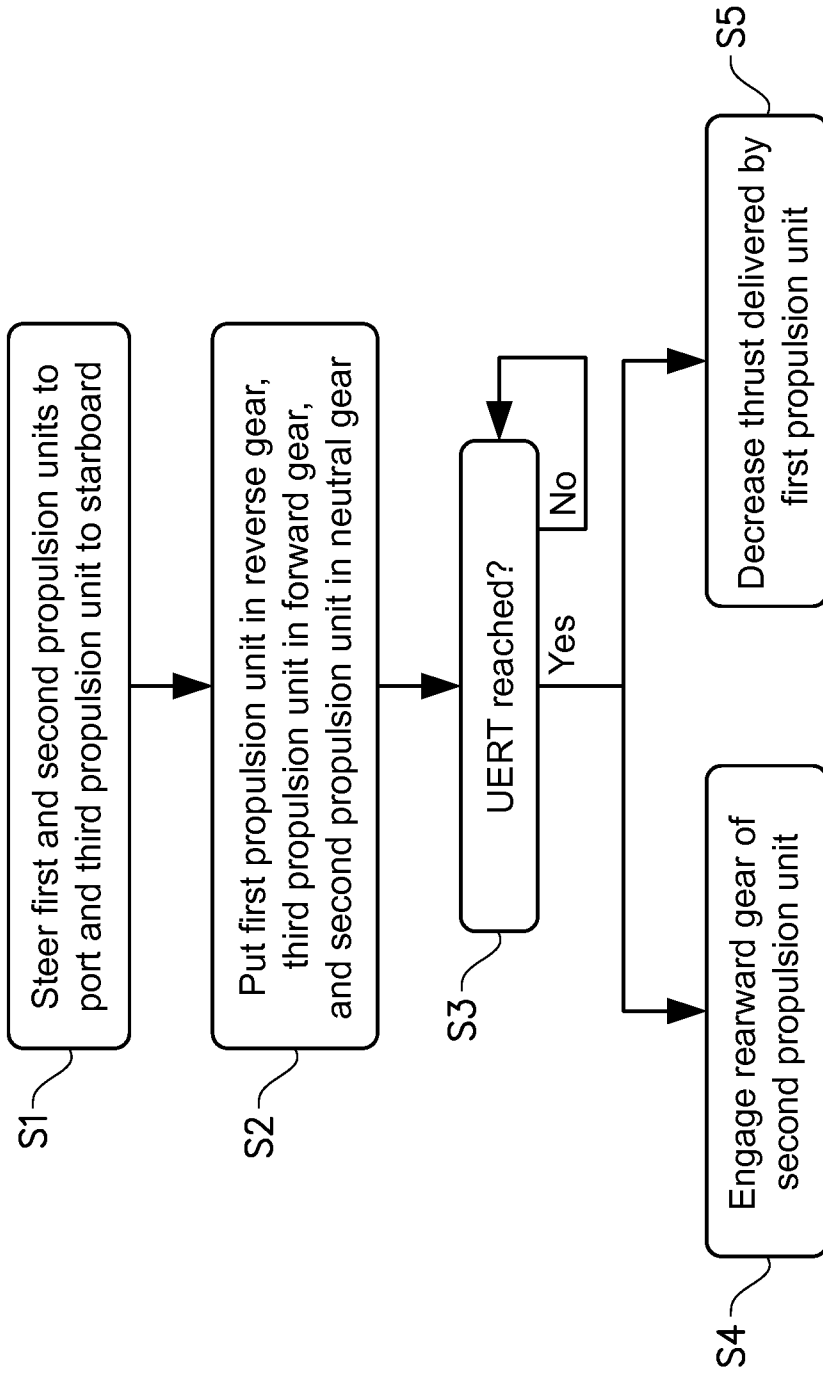 S1
Steer first and second propulsion units to
port and third propulsion unit to starboard
S2
Put first propulsion unit in reverse gear,
third propulsion unit in forward gear,
and second propulsion unit in neutral gear
S3
UERT reached?
No
Yes
S4
Engage rearward gear of
second propulsion unit
S5
Decrease thrust delivered by
first propulsion unit